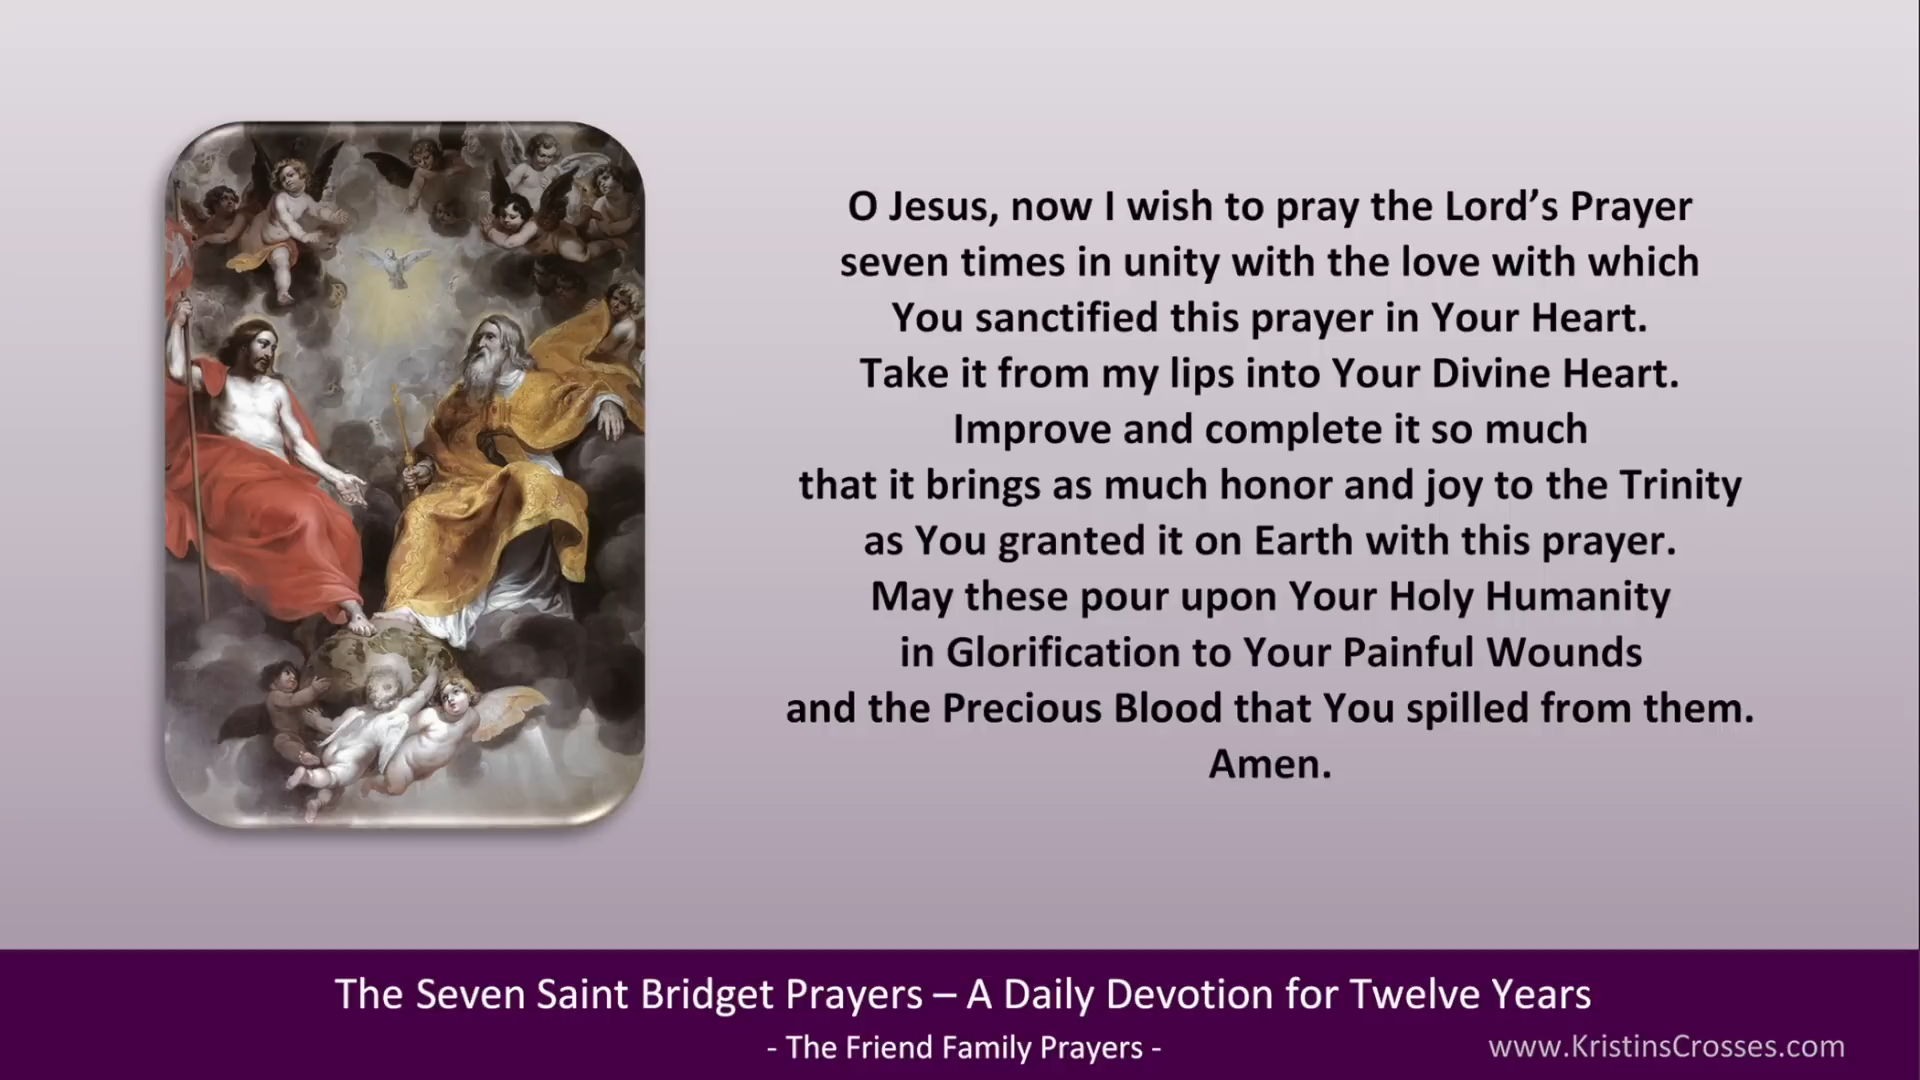 O Jesus, now I wish to pray the Lord’s Prayer
seven times in unity with the love with which
You sanctified this prayer in Your Heart.
Take it from my lips into Your Divine Heart.
Improve and complete it so much
that it brings as much honor and joy to the Trinity
as You granted it on Earth with this prayer.
May these pour upon Your Holy Humanity
in Glorification to Your Painful Wounds
and the Precious Blood that You spilled from them.
Amen.
The Seven Saint Bridget Prayers – A Daily Devotion for Twelve Years
- The Friend Family Prayers -
www.KristinsCrosses.com